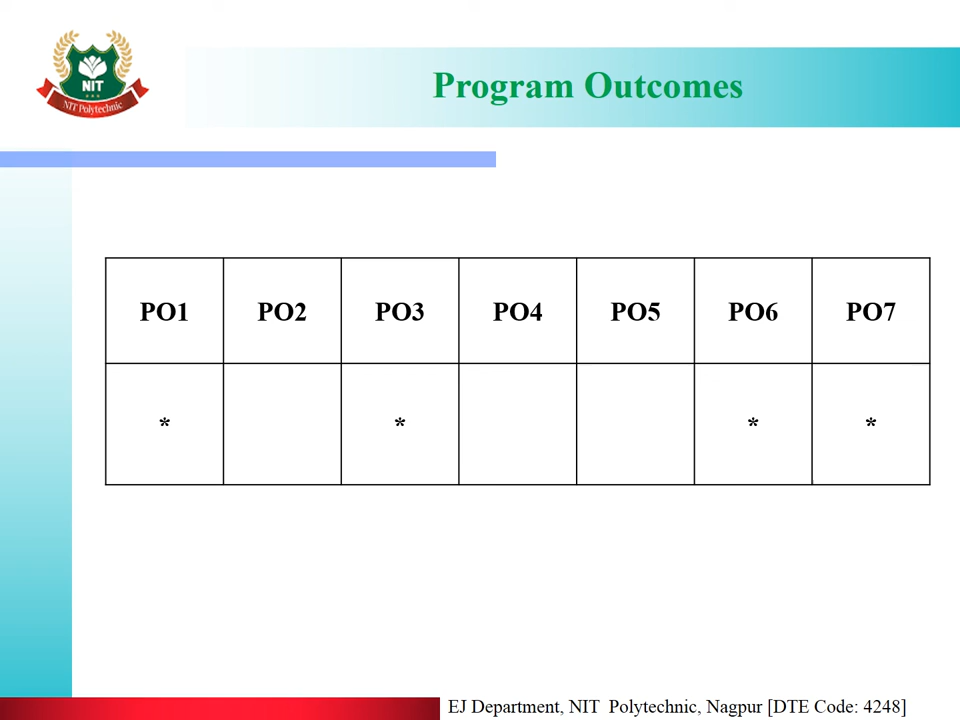 NIT
NIT Polytechnic
Program Outcomes
PO1 PO2 PO3 PO4 PO5 PO6 PO7
* * * *
EJ Department, NIT Polytechnic, Nagpur [DTE Code: 4248]